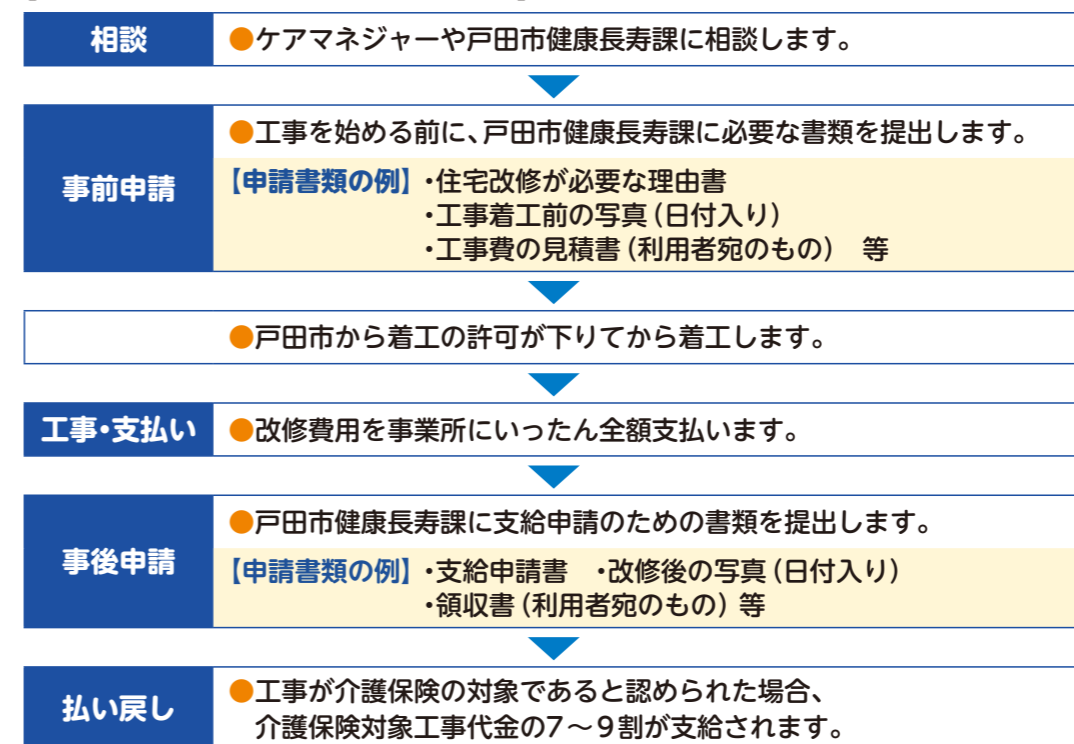 相談
●ケアマネジャーや戸田市健康長寿課に相談します。
事前申請
●工事を始める前に、戸田市健康長寿課に必要な書類を提出します。
【申請書類の例】・住宅改修が必要な理由書
・工事着工前の写真(日付入り)
・工事費の見積書(利用者宛のもの) 等
●戸田市から着工の許可が下りてから着工します。
工事・支払い
●改修費用を事業所にいったん全額支払います。
事後申請
●戸田市健康長寿課に支給申請のための書類を提出します。
【申請書類の例】・支給申請書 ・改修後の写真(日付入り)
・領収書(利用者宛のもの)等
払い戻し
●工事が介護保険の対象であると認められた場合、
介護保険対象工事代金の7〜9割が支給されます。